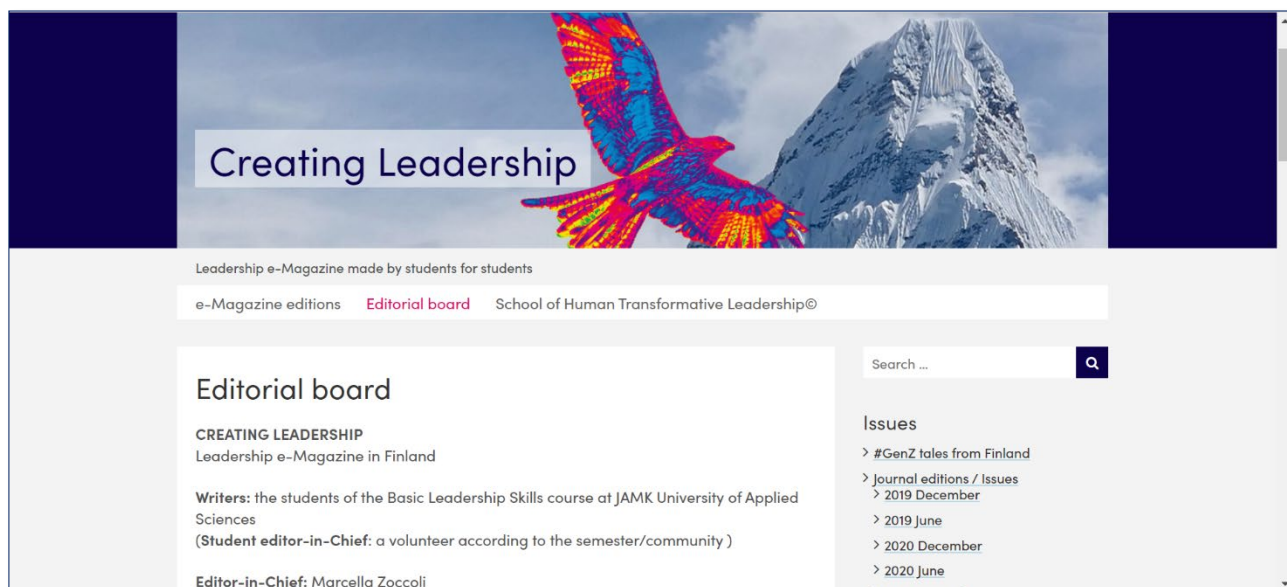 Creating Leadership
Leadership e-Magazine made by students for students
e-Magazine editions Editorial board School of Human Transformative Leadership©
Editorial board
CREATING LEADERSHIP
Leadership e-Magazine in Finland
Writers: the students of the Basic Leadership Skills course at JAMK University of Applied
Sciences
(Student editor-in-Chief: a volunteer according to the semester/community )
Editor-in-Chief: Marcella Zoccoli
Search ...
Issues
#GenZ tales from Finland
Journal editions / Issues
2019 December
2019 June
2020 December
2020 June